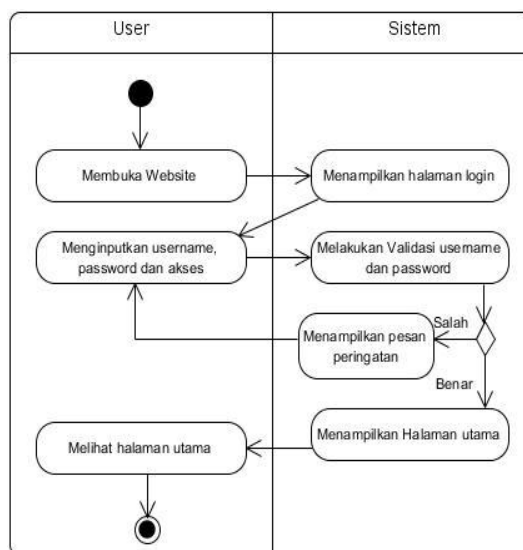 User
Sistem
Membuka Website
Menampilkan halaman login
Menginputkan username,
password dan akses
Melakukan Validasi username
dan password
Salah
Menampilkan pesan
peringatan
Benar
Menampilkan Halaman utama
Melihat halaman utama